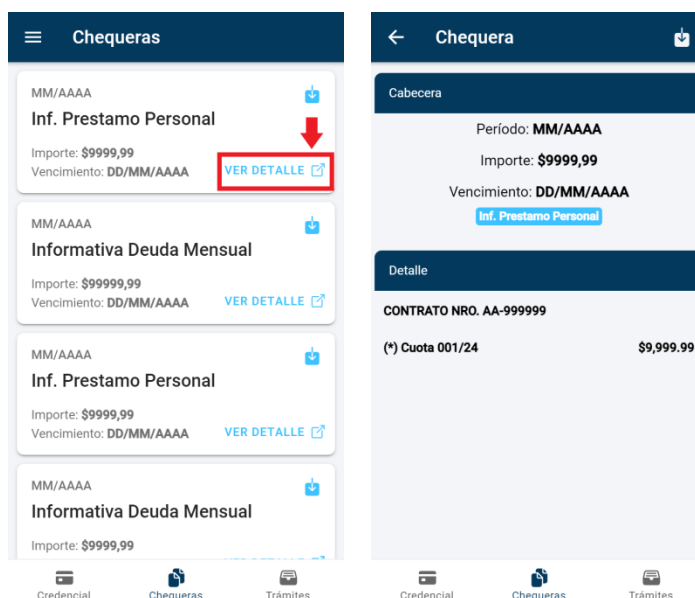 Chequeras
MM/AAAA
Inf. Prestamo Personal
Importe: $9999,99
Vencimiento: DD/MM/AAAA
VER DETALLE
MM/AAAA
Informativa Deuda Mensual
Importe: $99999,99
Vencimiento: DD/MM/AAAA
VER DETALLE
MM/AAAA
Inf. Prestamo Personal
Importe: $9999,99
Vencimiento: DD/MM/AAAA
VER DETALLE
MM/AAAA
Informativa Deuda Mensual
Importe: $9999,99
Credencial
Chequeras
Trámites
Chequera
Cabecera
Período: MM/AAAA
Importe: $9999,99
Vencimiento: DD/MM/AAAA
Inf. Prestamo Personal
Detalle
CONTRATO NRO. AA-999999
(*) Cuota 001/24 $9,999.99
Credencial
Chequeras
Trámites